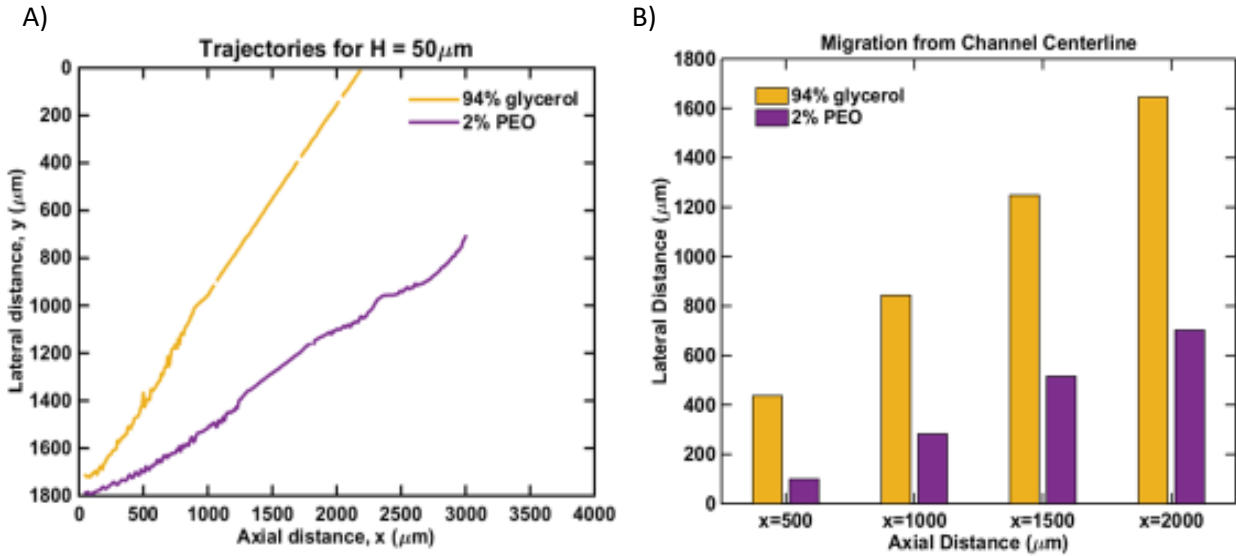 A)
Trajectories for H = 50μm
0
200
400
600
800
1000
1200
1400
1600
1800
Lateral distance, y (μm)
94% glycerol
2% PEO
0 500 1000 1500 2000 2500 3000 3500 4000
Axial distance, x (μm)
B)
Migration from Channel Centerline
1800
1600
1400
1200
1000
800
600
400
200
0
Lateral Distance (μm)
94% glycerol
2% PEO
x=500 x=1000 x=1500 x=2000
Axial Distance (μm)